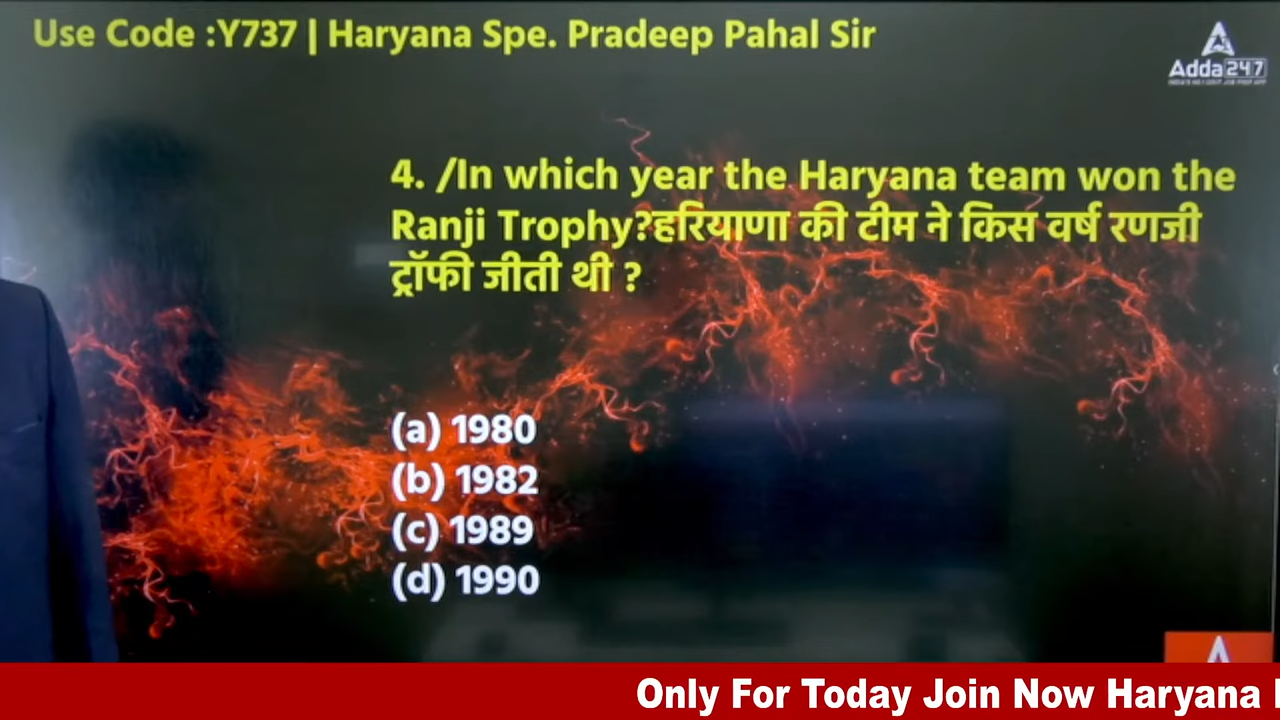 Use Code :Y737 | Haryana Spe. Pradeep Pahal Sir
Adda247
4. /In which year the Haryana team won the
Ranji Trophy?हरियाणा की टीम ने किस वर्ष रणजी
ट्रॉफी जीती थी ?
(a) 1980
(b) 1982
(c) 1989
(d) 1990
Only For Today Join Now Haryana